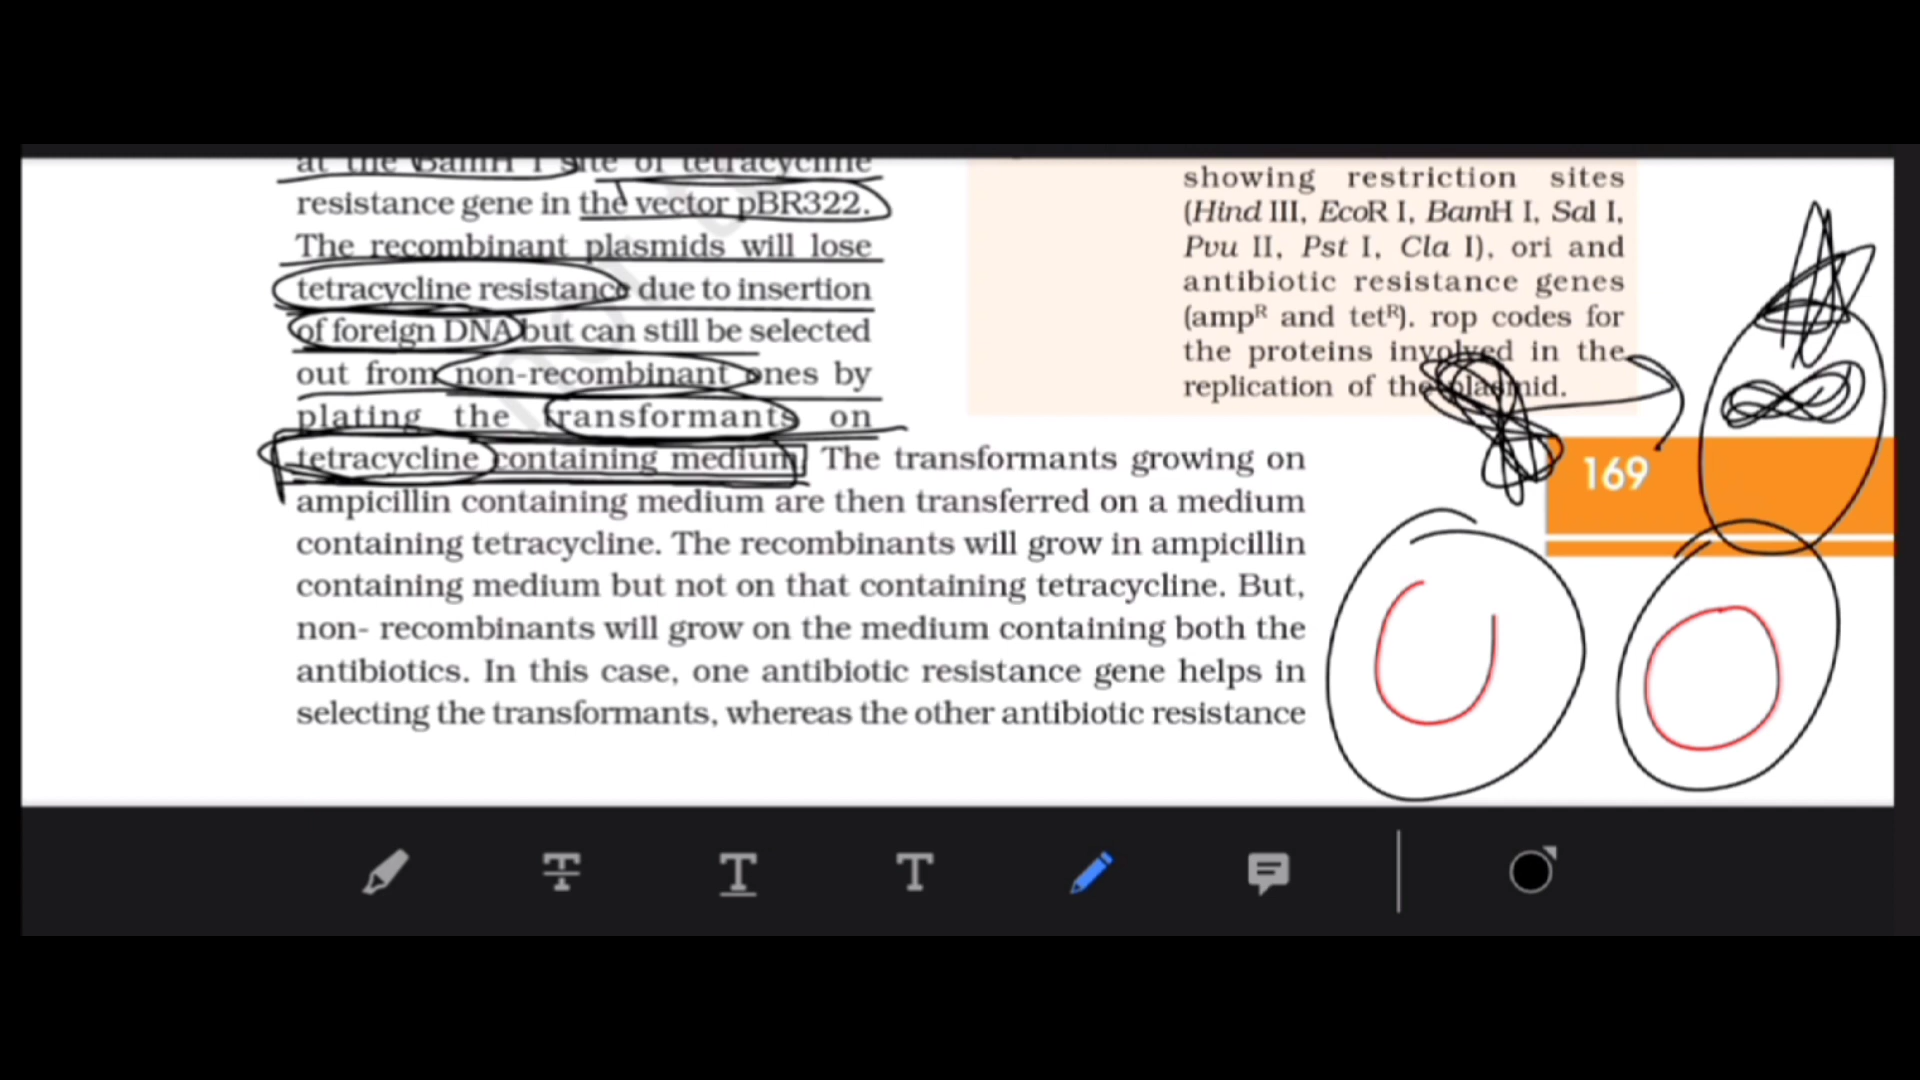 at the BamH I site of tetracycline
resistance gene in the vector pBR322.
The recombinant plasmids will lose
tetracycline resistance due to insertion
of foreign DNA but can still be selected
out from non-recombinant ones by
plating the transformants on
tetracycline containing medium. The transformants growing on
ampicillin containing medium are then transferred on a medium
containing tetracycline. The recombinants will grow in ampicillin
containing medium but not on that containing tetracycline. But,
non- recombinants will grow on the medium containing both the
antibiotics. In this case, one antibiotic resistance gene helps in
selecting the transformants, whereas the other antibiotic resistance
showing restriction sites
(Hind III, EcoR I, BamH I, Sal I,
Pvu II, Pst I, Cla I), ori and
antibiotic resistance genes
(ampᴿ and tetᴿ). rop codes for
the proteins involved in the
replication of the plasmid.
169